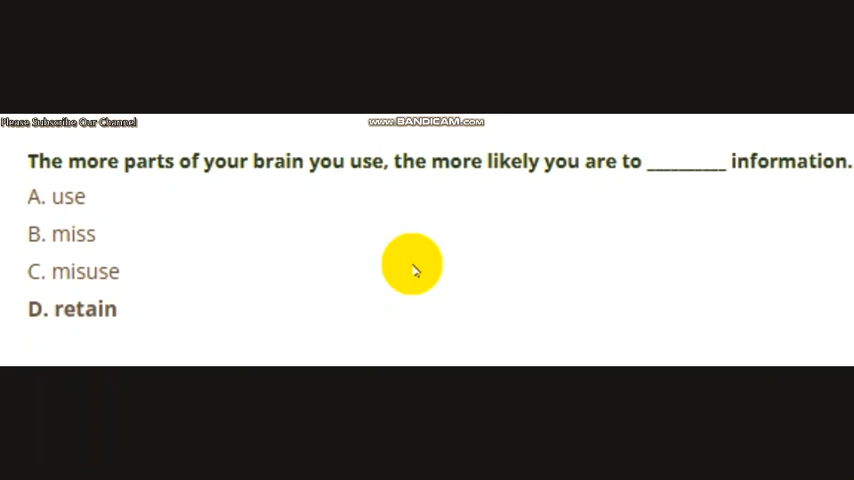 Please Subscribe Our Channel
www.BANDICAM.com
The more parts of your brain you use, the more likely you are to __________ information.
A. use
B. miss
C. misuse
D. retain